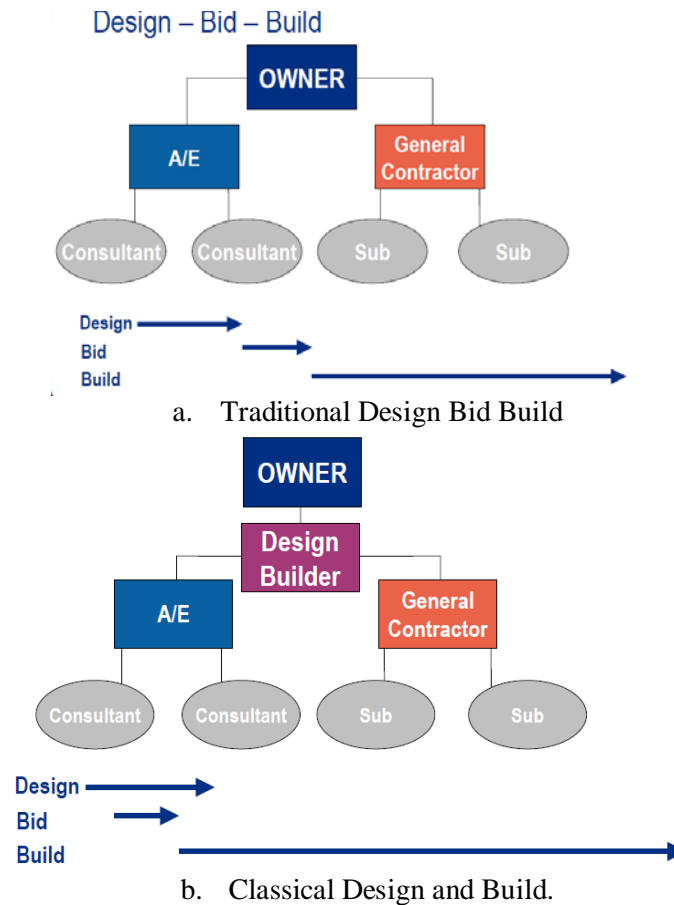 Design – Bid – Build
OWNER
A/E
General
Contractor
Consultant
Consultant
Sub
Sub
Design
Bid
Build
a. Traditional Design Bid Build
OWNER
Design
Builder
A/E
General
Contractor
Consultant
Consultant
Sub
Sub
Design
Bid
Build
b. Classical Design and Build.